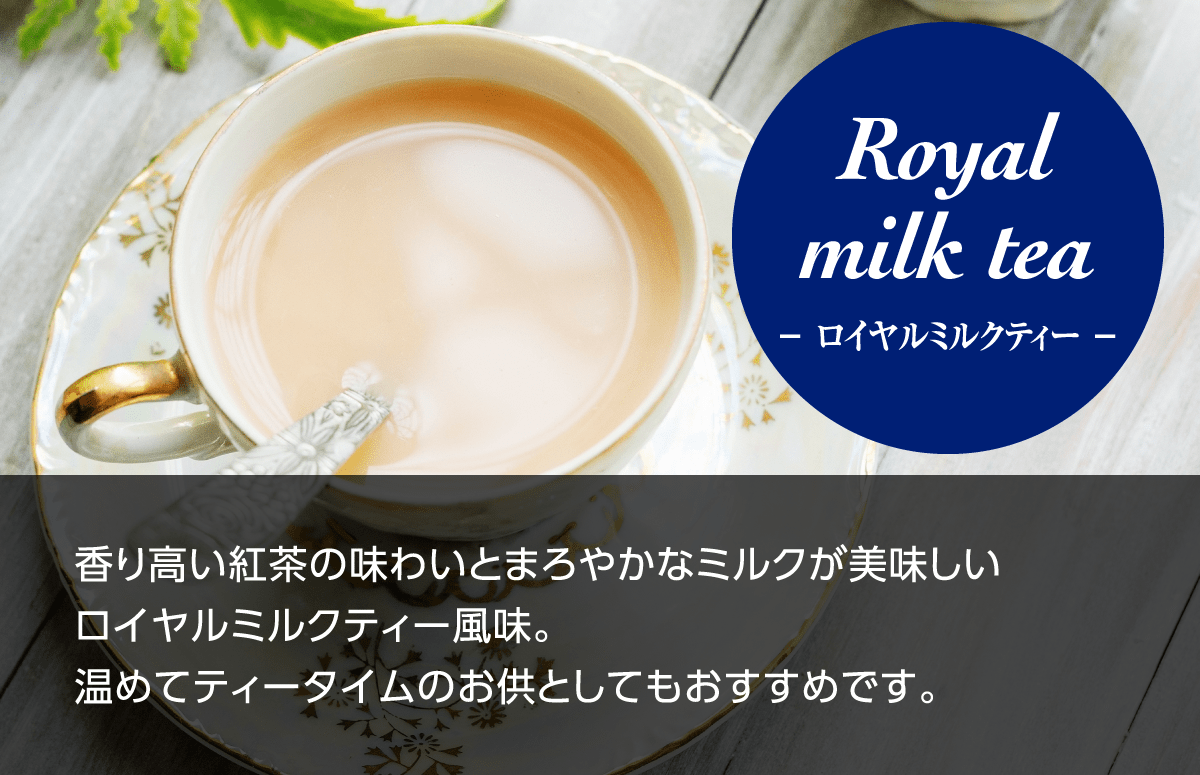 Royal
milk tea
– ロイヤルミルクティー –
香り高い紅茶の味わいとまろやかなミルクが美味しい
ロイヤルミルクティー風味。
温めてティータイムのお供としてもおすすめです。